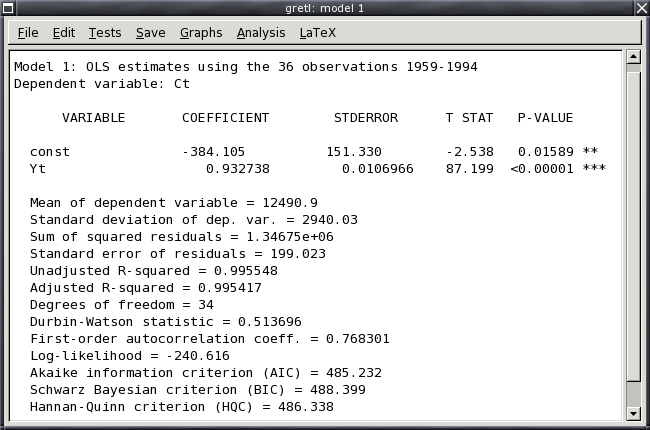 gretl: model 1
File Edit Tests Save Graphs Analysis LaTeX
Model 1: OLS estimates using the 36 observations 1959-1994
Dependent variable: Ct
VARIABLE COEFFICIENT STDERROR T STAT P-VALUE
const -384.105 151.330 -2.538 0.01589 **
Yt 0.932738 0.0106966 87.199 <0.00001 ***
Mean of dependent variable = 12490.9
Standard deviation of dep. var. = 2940.03
Sum of squared residuals = 1.34675e+06
Standard error of residuals = 199.023
Unadjusted R-squared = 0.995548
Adjusted R-squared = 0.995417
Degrees of freedom = 34
Durbin-Watson statistic = 0.513696
First-order autocorrelation coeff. = 0.768301
Log-likelihood = -240.616
Akaike information criterion (AIC) = 485.232
Schwarz Bayesian criterion (BIC) = 488.399
Hannan-Quinn criterion (HQC) = 486.338